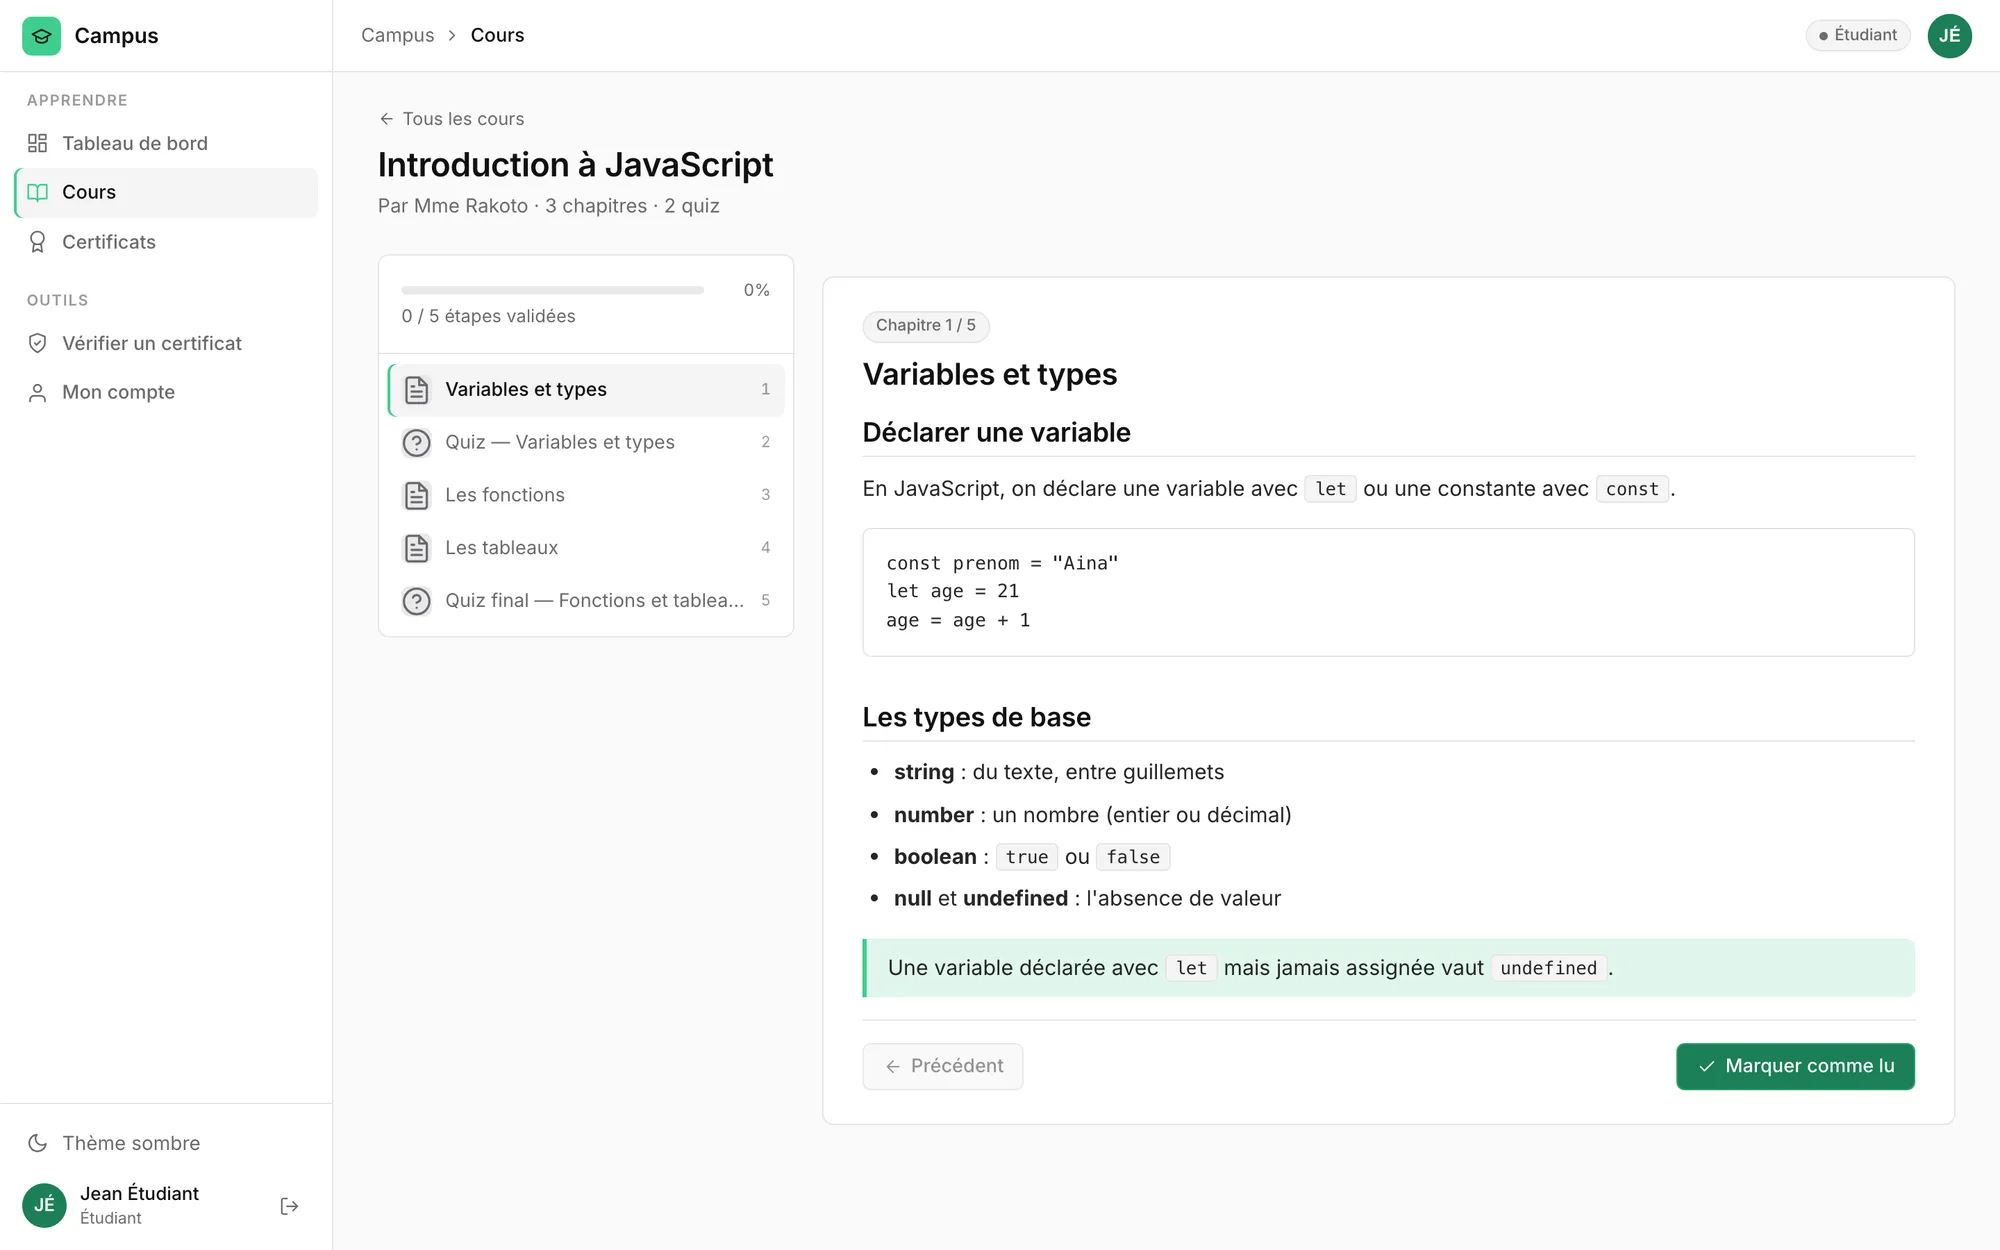 Campus
APPRENDRE
Tableau de bord
Cours
Certificats
OUTILS
Vérifier un certificat
Mon compte
Thème sombre
JÉ
Jean Étudiant
Étudiant
Campus > Cours
Étudiant
JÉ
← Tous les cours
Introduction à JavaScript
Par Mme Rakoto · 3 chapitres · 2 quiz
0%
0 / 5 étapes validées
Variables et types 1
Quiz — Variables et types 2
Les fonctions 3
Les tableaux 4
Quiz final — Fonctions et tablea... 5
Chapitre 1 / 5
Variables et types
Déclarer une variable
En JavaScript, on déclare une variable avec let ou une constante avec const.
const prenom = "Aina"
let age = 21
age = age + 1
Les types de base
• string : du texte, entre guillemets
• number : un nombre (entier ou décimal)
• boolean : true ou false
• null et undefined : l'absence de valeur
Une variable déclarée avec let mais jamais assignée vaut undefined.
← Précédent
✓ Marquer comme lu